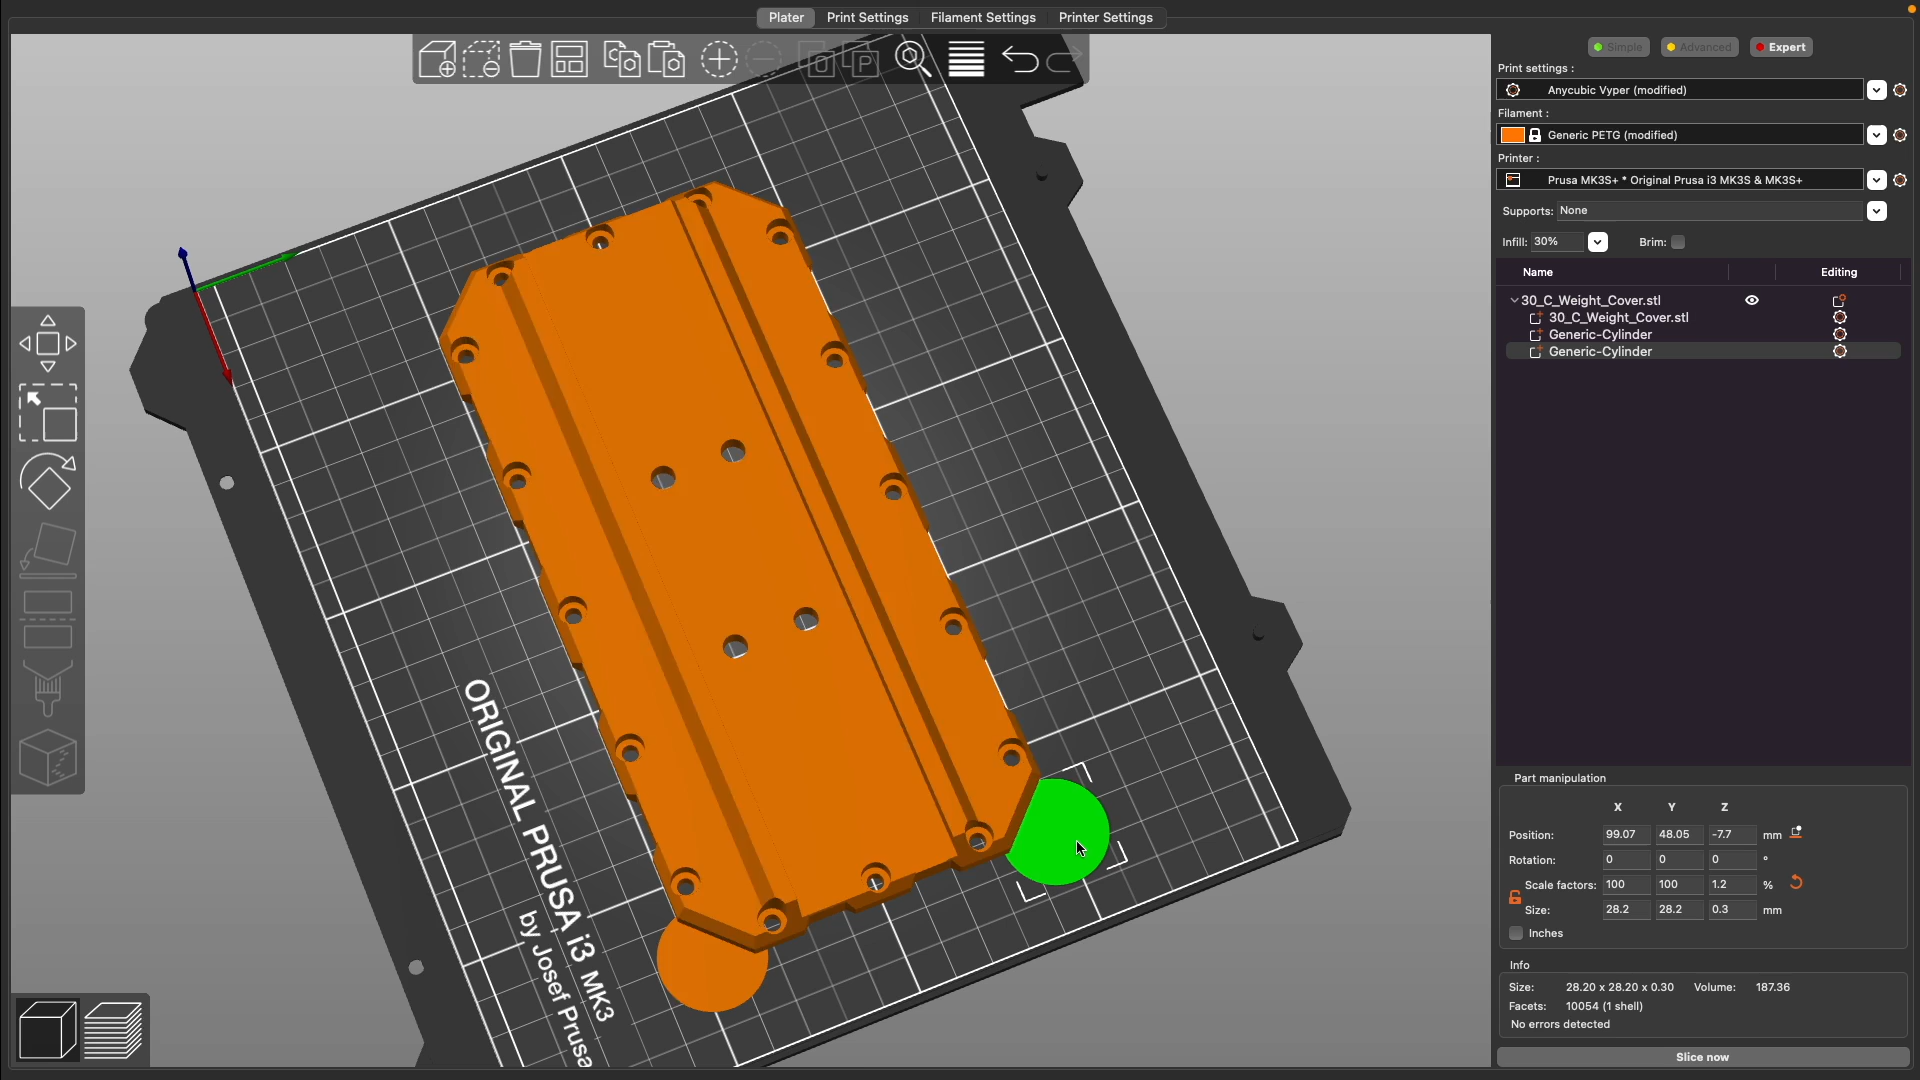 Plater Print Settings Filament Settings Printer Settings
Simple Advanced Expert
Print settings :
Anycubic Vyper (modified)
Filament :
Generic PETG (modified)
Printer :
Prusa MK3S+ * Original Prusa i3 MK3S & MK3S+
Supports: None
Infill: 30% Brim:
Name Editing
30_C_Weight_Cover.stl
30_C_Weight_Cover.stl
Generic-Cylinder
Generic-Cylinder
ORIGINAL PRUSA i3 MK3
by Josef Prusa
Part manipulation
X Y Z
Position: 99.07 48.05 -7.7 mm
Rotation: 0 0 0 °
Scale factors: 100 100 1.2 %
Size: 28.2 28.2 0.3 mm
Inches
Info
Size: 28.20 x 28.20 x 0.30 Volume: 187.36
Facets: 10054 (1 shell)
No errors detected
Slice now